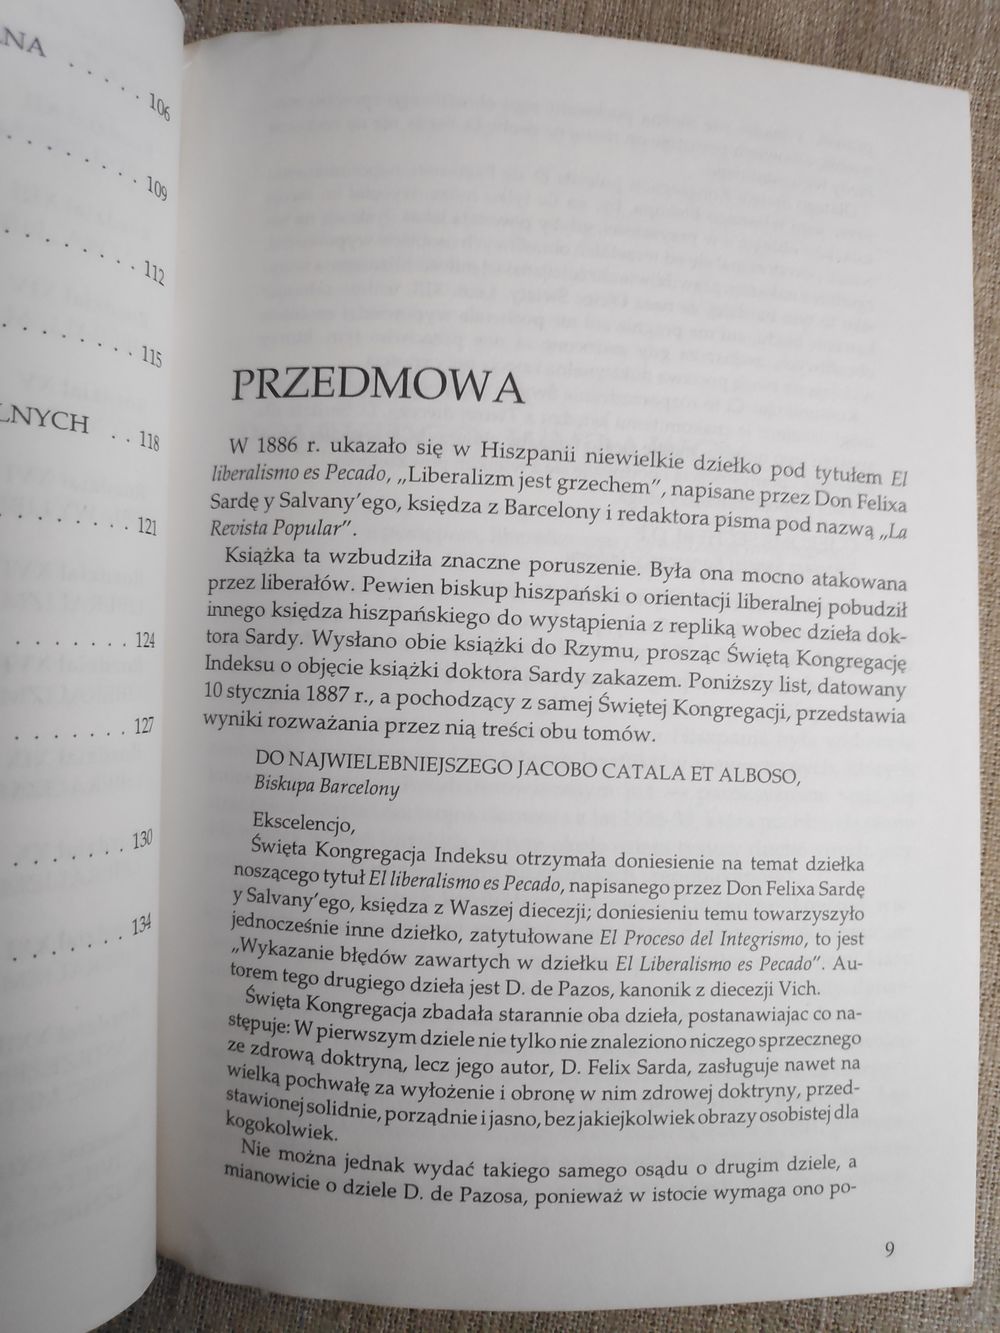 ANA
. . . . . . 106
. . . . . . . . . 109
. . . . . . . . . 112
. . . . . . . . . 115
LNYCH . . 118
. . . . . . . . . 121
. . . . . . . 124
. . . . . . . 127
. . . . . . . 130
. . . . . . . 134
PRZEDMOWA
W 1886 r. ukazało się w Hiszpanii niewielkie dziełko pod tytułem El
liberalismo es Pecado, „Liberalizm jest grzechem", napisane przez Don Felixa
Sardę y Salvany'ego, księdza z Barcelony i redaktora pisma pod nazwą „La
Revista Popular".
Książka ta wzbudziła znaczne poruszenie. Była ona mocno atakowana
przez liberałów. Pewien biskup hiszpański o orientacji liberalnej pobudził
innego księdza hiszpańskiego do wystąpienia z repliką wobec dzieła dok-
tora Sardy. Wysłano obie książki do Rzymu, prosząc Świętą Kongregację
Indeksu o objęcie książki doktora Sardy zakazem. Poniższy list, datowany
10 stycznia 1887 r., a pochodzący z samej Świętej Kongregacji, przedstawia
wyniki rozważania przez nią treści obu tomów.
DO NAJWIELEBNIEJSZEGO JACOBO CATALA ET ALBOSO,
Biskupa Barcelony
Ekscelencjo,
Święta Kongregacja Indeksu otrzymała doniesienie na temat dziełka
noszącego tytuł El liberalismo es Pecado, napisanego przez Don Felixa Sardę
y Salvany'ego, księdza z Waszej diecezji; doniesieniu temu towarzyszyło
jednocześnie inne dziełko, zatytułowane El Proceso del Integrismo, to jest
„Wykazanie błędów zawartych w dziełku El Liberalismo es Pecado". Au-
torem tego drugiego dzieła jest D. de Pazos, kanonik z diecezji Vich.
Święta Kongregacja zbadała starannie oba dzieła, postanawiajac co na-
stępuje: W pierwszym dziele nie tylko nie znaleziono niczego sprzecznego
ze zdrową doktryną, lecz jego autor, D. Felix Sarda, zasługuje nawet na
wielką pochwałę za wyłożenie i obronę w nim zdrowej doktryny, przed-
stawionej solidnie, porządnie i jasno, bez jakiejkolwiek obrazy osobistej dla
kogokolwiek.
Nie można jednak wydać takiego samego osądu o drugim dziele, a
mianowicie o dziele D. de Pazosa, ponieważ w istocie wymaga ono po-
9